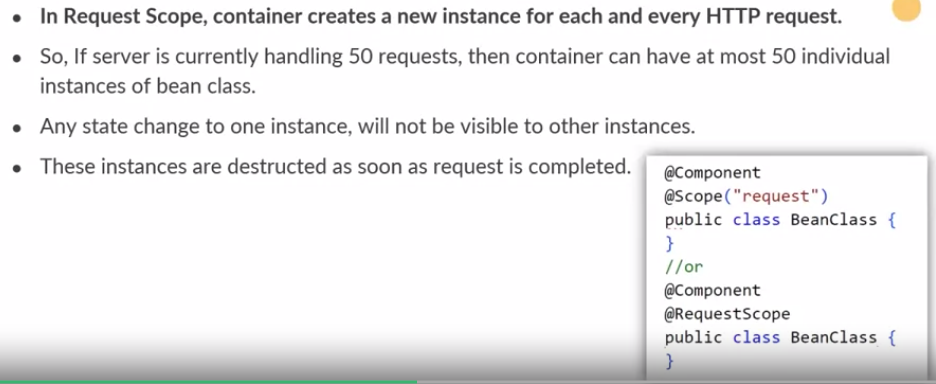 • In Request Scope, container creates a new instance for each and every HTTP request.
• So, If server is currently handling 50 requests, then container can have at most 50 individual
instances of bean class.
• Any state change to one instance, will not be visible to other instances.
• These instances are destructed as soon as request is completed.
@Component
@Scope("request")
public class BeanClass {
}
//or
@Component
@RequestScope
public class BeanClass {
}